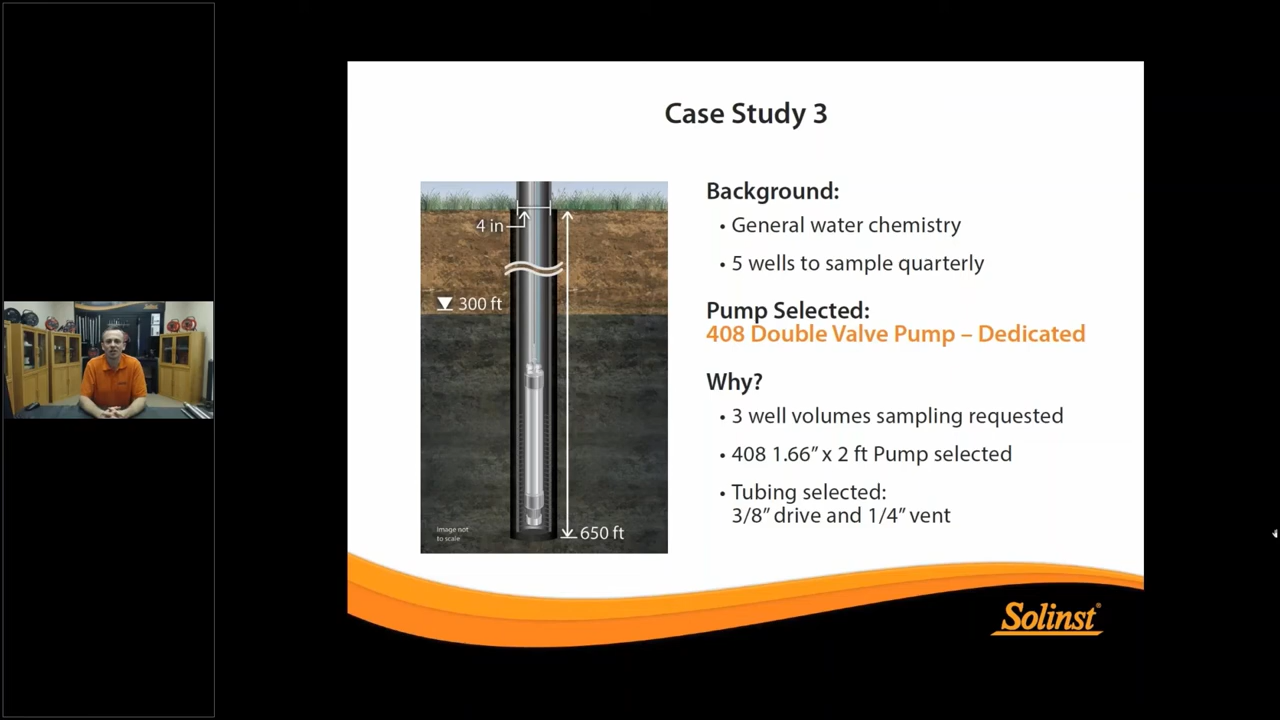 Case Study 3
4 in
300 ft
650 ft
Image not
to scale
Background:
• General water chemistry
• 5 wells to sample quarterly
Pump Selected:
408 Double Valve Pump – Dedicated
Why?
• 3 well volumes sampling requested
• 408 1.66” x 2 ft Pump selected
• Tubing selected:
3/8” drive and 1/4” vent
Solinst®
Solinst